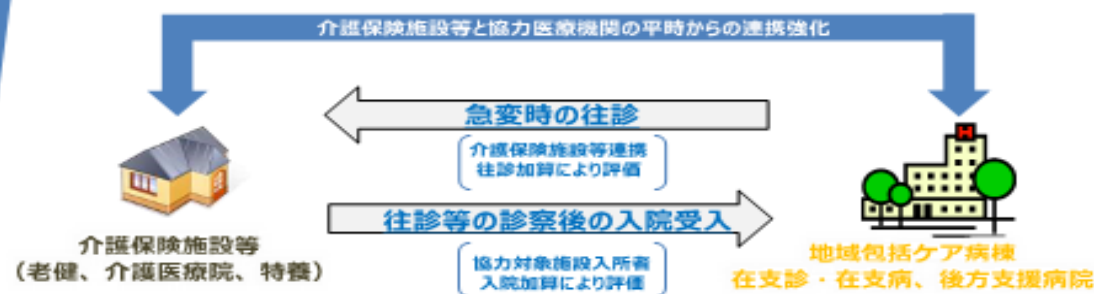 介護保険施設等と協力医療機関の平時からの連携強化
急変時の往診
介護保険施設等連携
往診加算により評価
往診等の診察後の入院受入
協力対象施設入所者
入院加算により評価
介護保険施設等
（老健、介護医療院、特養）
H
地域包括ケア病棟
在支診・在支病、後方支援病院